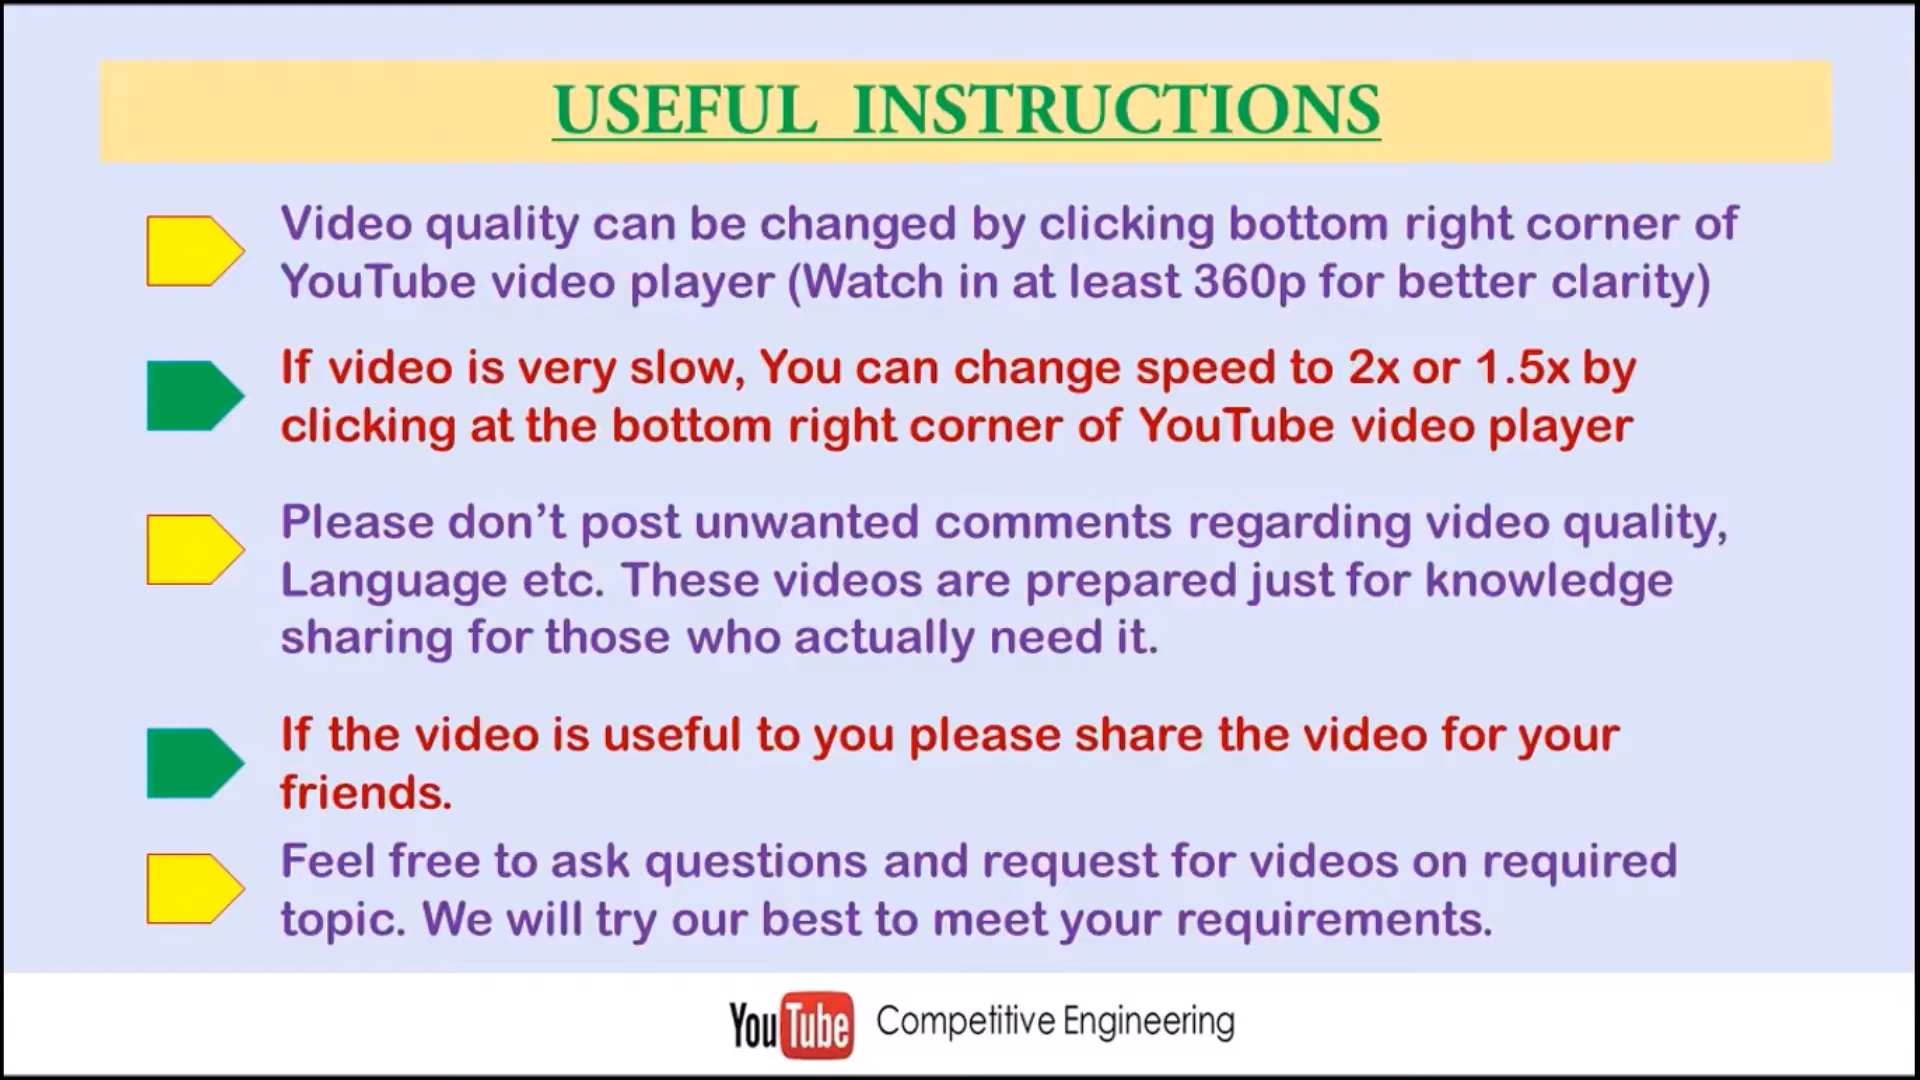 USEFUL INSTRUCTIONS
Video quality can be changed by clicking bottom right corner of
YouTube video player (Watch in at least 360p for better clarity)
If video is very slow, You can change speed to 2x or 1.5x by
clicking at the bottom right corner of YouTube video player
Please don’t post unwanted comments regarding video quality,
Language etc. These videos are prepared just for knowledge
sharing for those who actually need it.
If the video is useful to you please share the video for your
friends.
Feel free to ask questions and request for videos on required
topic. We will try our best to meet your requirements.
YouTube Competitive Engineering